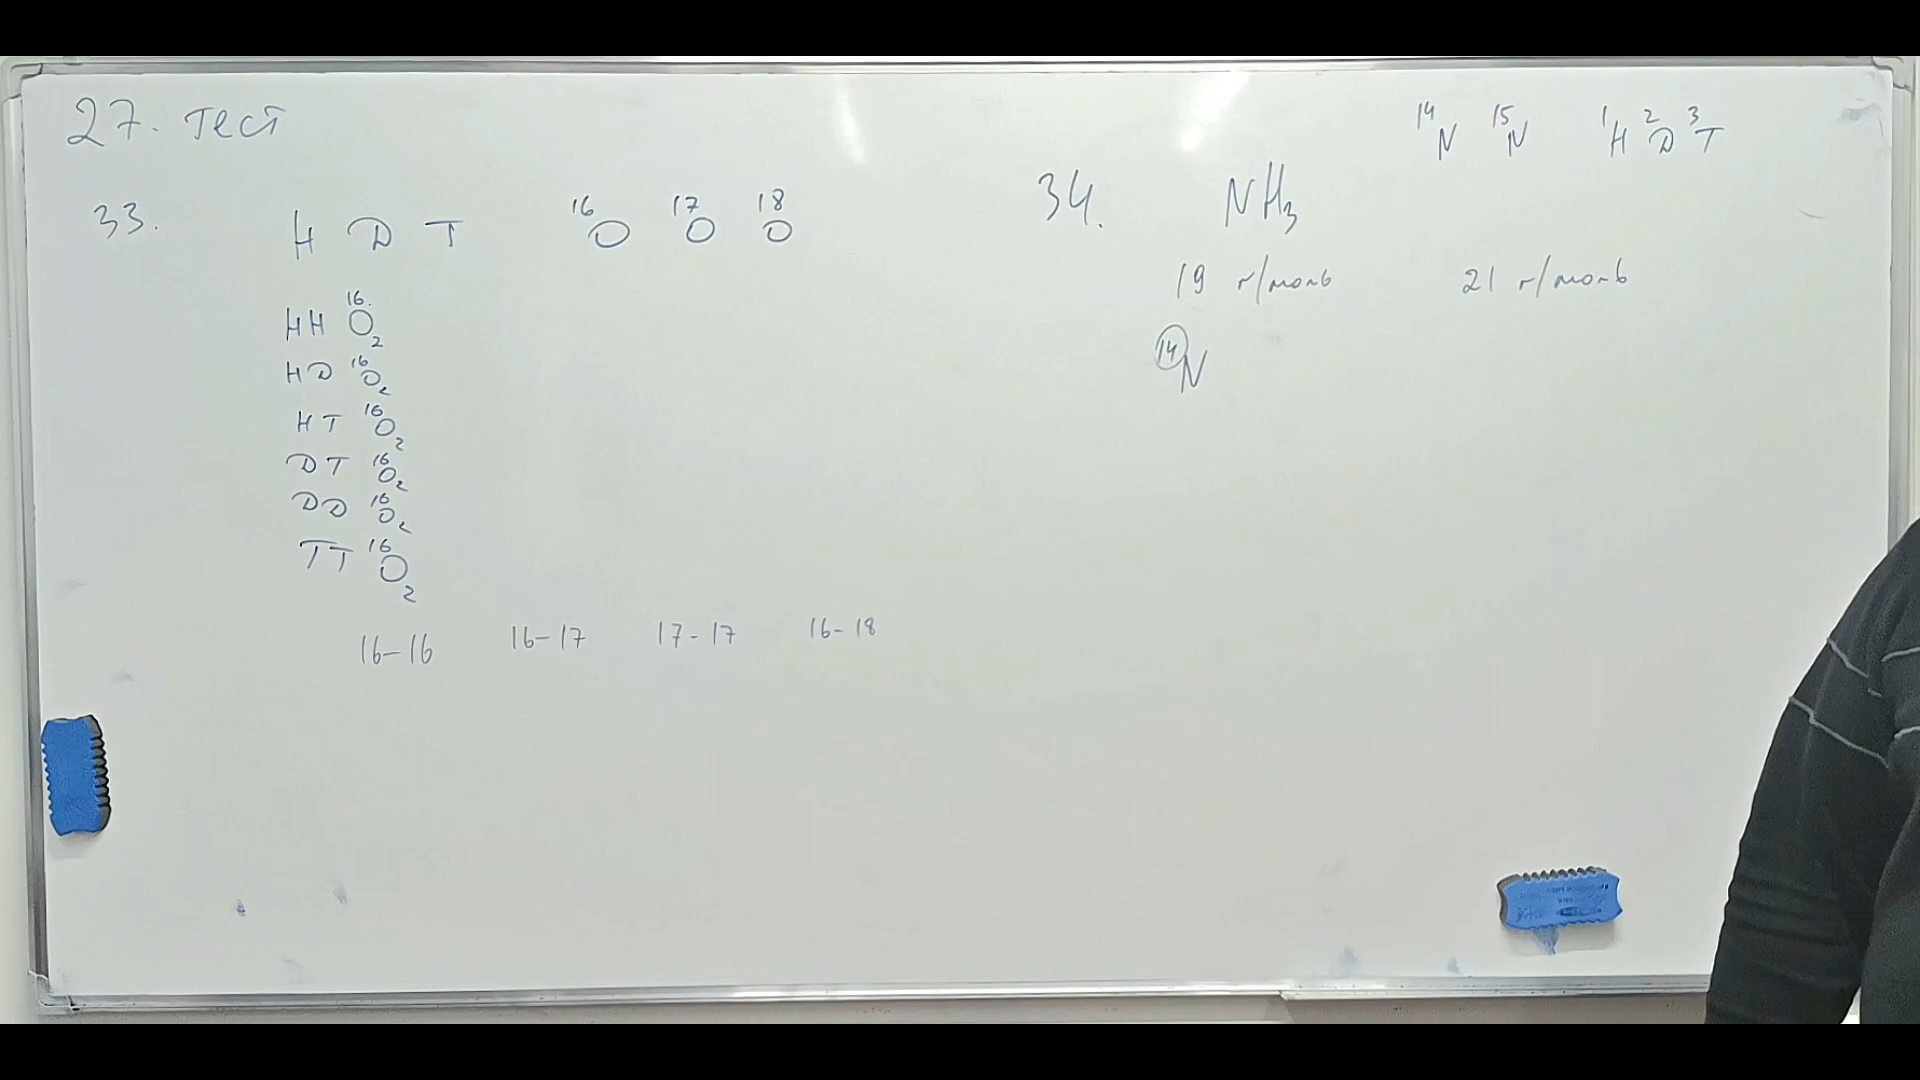 27. тест
33. H D T ¹⁶O ¹⁷O ¹⁸O
HH ¹⁶O₂
HD ¹⁶O₂
HT ¹⁶O₂
DT ¹⁶O₂
DD ¹⁶O₂
TT ¹⁶O₂
16-16 16-17 17-17 16-18
¹⁴N ¹⁵N ¹H ²D ³T
34. NH₃
19 г/моль 21 г/моль
¹⁴N